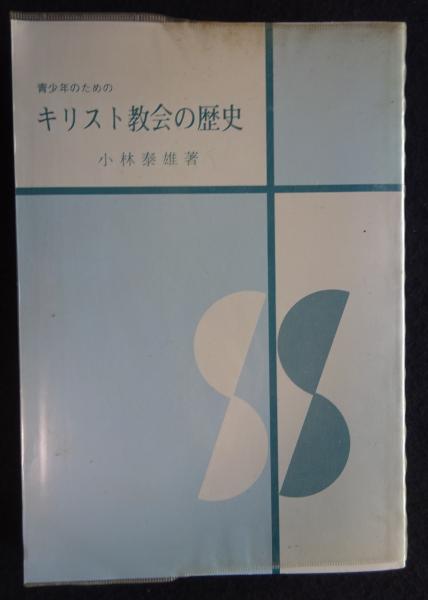 青少年のための
キリスト教会の歴史
小林泰雄著